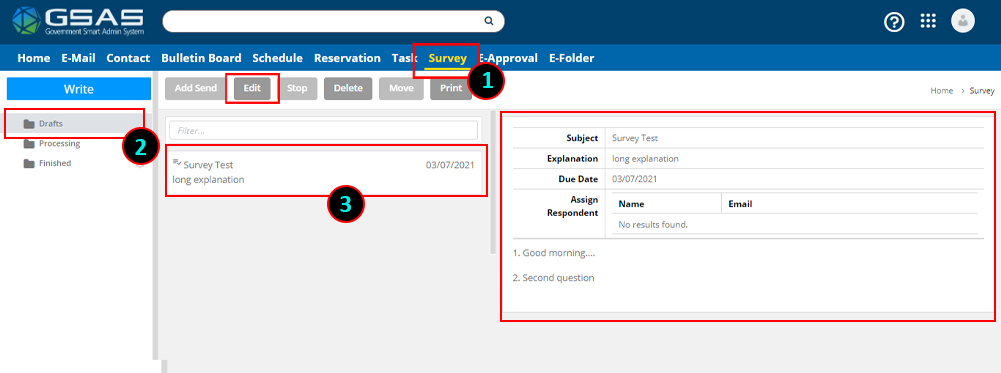 GSAS
Government Smart Admin System
Home E-Mail Contact Bulletin Board Schedule Reservation Task Survey E-Approval E-Folder
1
Write
Add Send Edit Stop Delete Move Print
Home > Survey
Drafts
Processing
Finished
2
Filter...
Survey Test 03/07/2021
long explanation
3
Subject Survey Test
Explanation long explanation
Due Date 03/07/2021
Assign Respondent
Name Email
No results found.
1. Good morning....
2. Second question